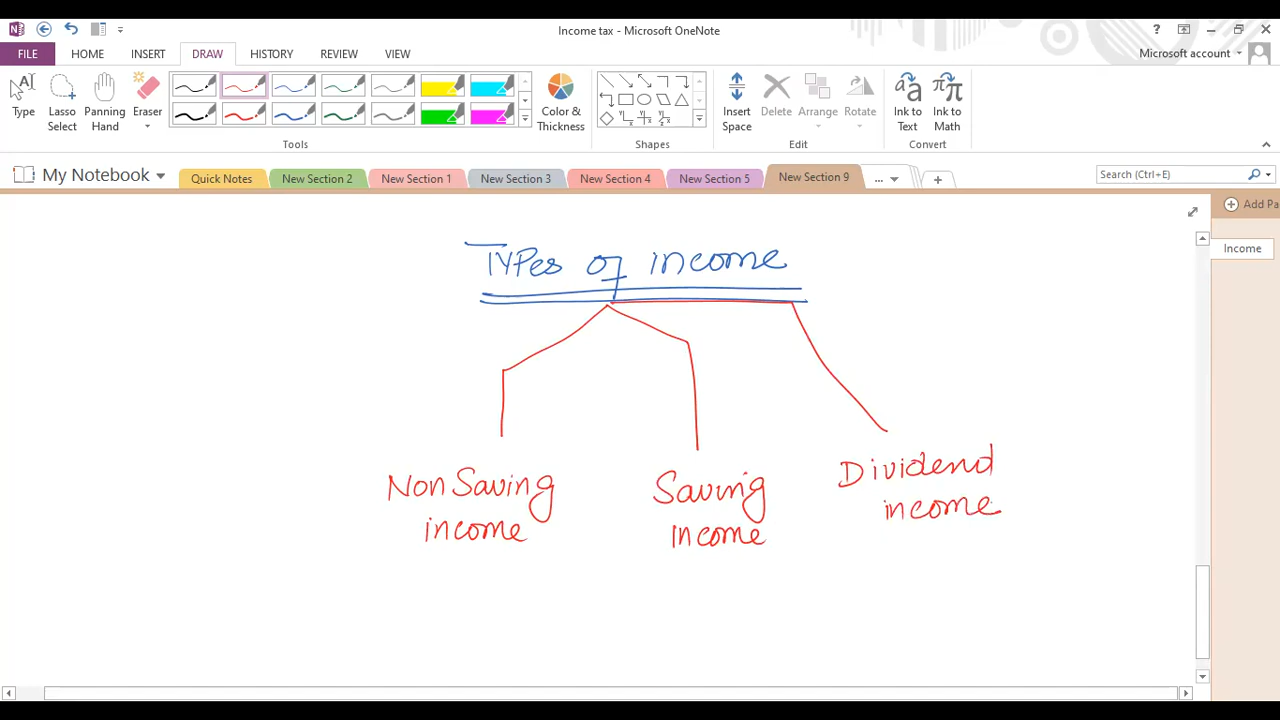 Income tax - Microsoft OneNote
FILE HOME INSERT DRAW HISTORY REVIEW VIEW
Microsoft account
Type
Lasso Select
Panning Hand
Eraser
Color & Thickness
Insert Space
Delete
Arrange
Rotate
Ink to Text
Ink to Math
Tools Shapes Edit Convert
My Notebook Quick Notes New Section 2 New Section 1 New Section 3 New Section 4 New Section 5 New Section 9 ...
Search (Ctrl+E)
Add Pa
Income
Types of income
Non Saving
income
Saving
Income
Dividend
income